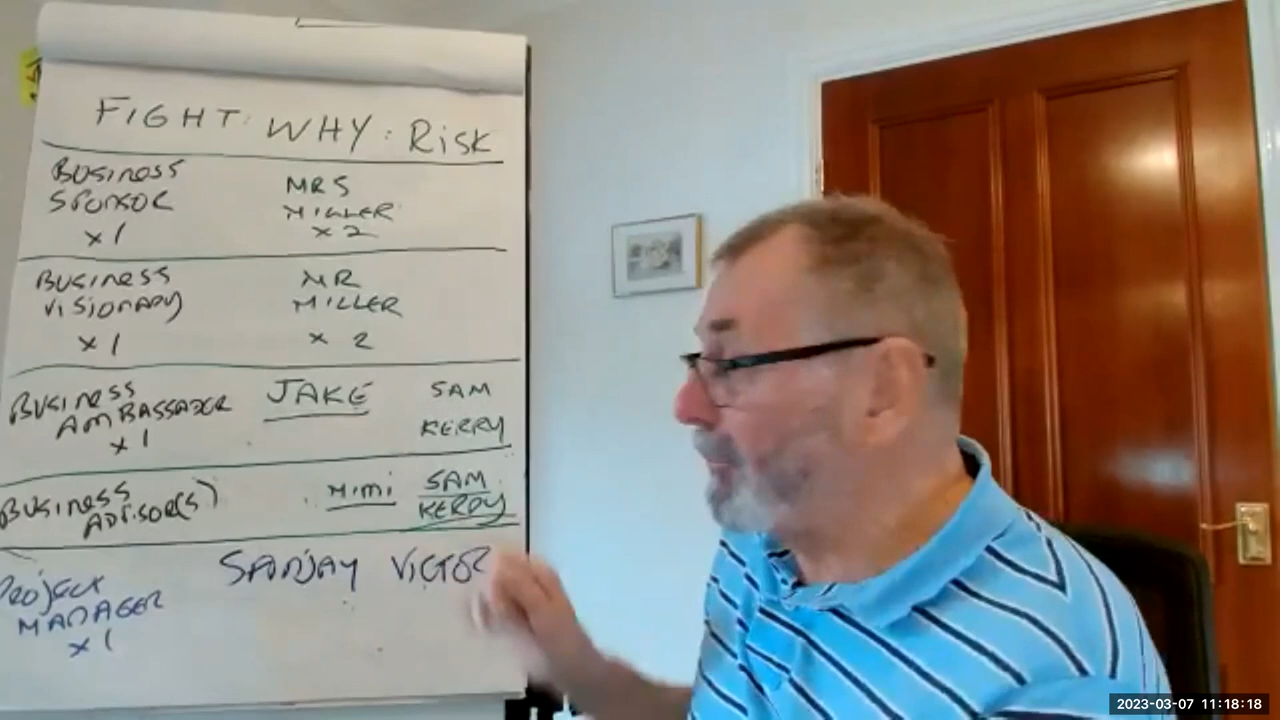 FIGHT: WHY: RISK
BUSINESS
SPONSOR
x1
MRS
MILLER
x2
BUSINESS
VISIONARY
x1
MR
MILLER
x 2
BUSINESS
AMBASSADOR
x1
JAKE
SAM
KERRY
BUSINESS
ADVISOR(S)
MIMI
SAM
KERRY
PROJECT
MANAGER
x1
SANJAY VICTOR
2023-03-07 11:18:18